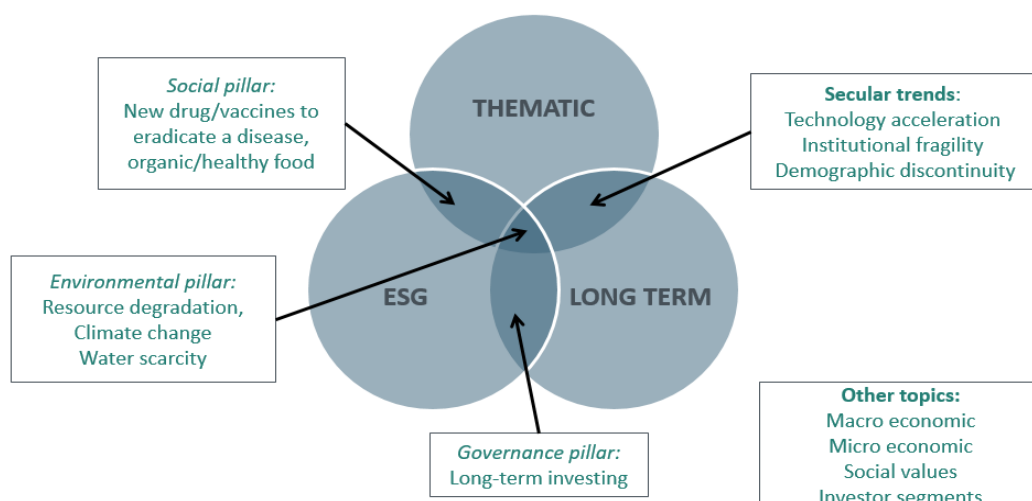 Social pillar:
New drug/vaccines to
eradicate a disease,
organic/healthy food
THEMATIC
Secular trends:
Technology acceleration
Institutional fragility
Demographic discontinuity
Environmental pillar:
Resource degradation,
Climate change
Water scarcity
ESG
LONG TERM
Governance pillar:
Long-term investing
Other topics:
Macro economic
Micro economic
Social values
Investor segments